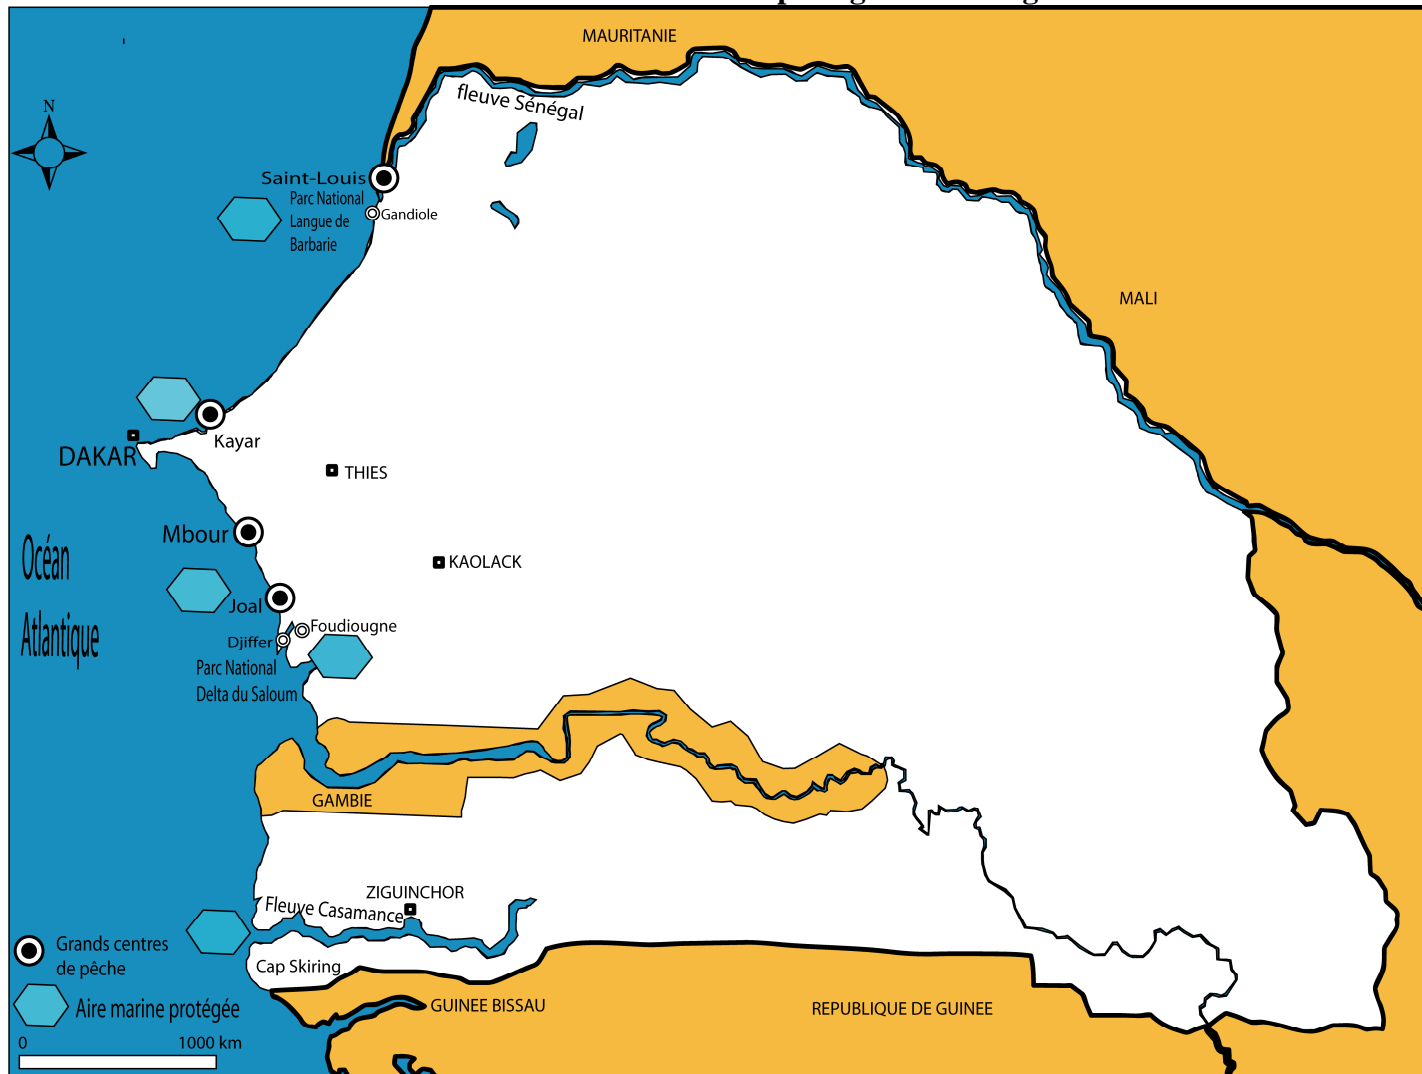 MAURITANIE
N
fleuve Sénégal
Saint-Louis
Parc National
Langue de
Barbarie
Gandiole
MALI
Kayar
DAKAR
THIES
Mbour
Océan
Atlantique
KAOLACK
Joal
Foudiougne
Djiffer
Parc National
Delta du Saloum
GAMBIE
ZIGUINCHOR
Fleuve Casamance
Cap Skiring
Grands centres
de pêche
Aire marine protégée
GUINEE BISSAU
REPUBLIQUE DE GUINEE
0 1000 km